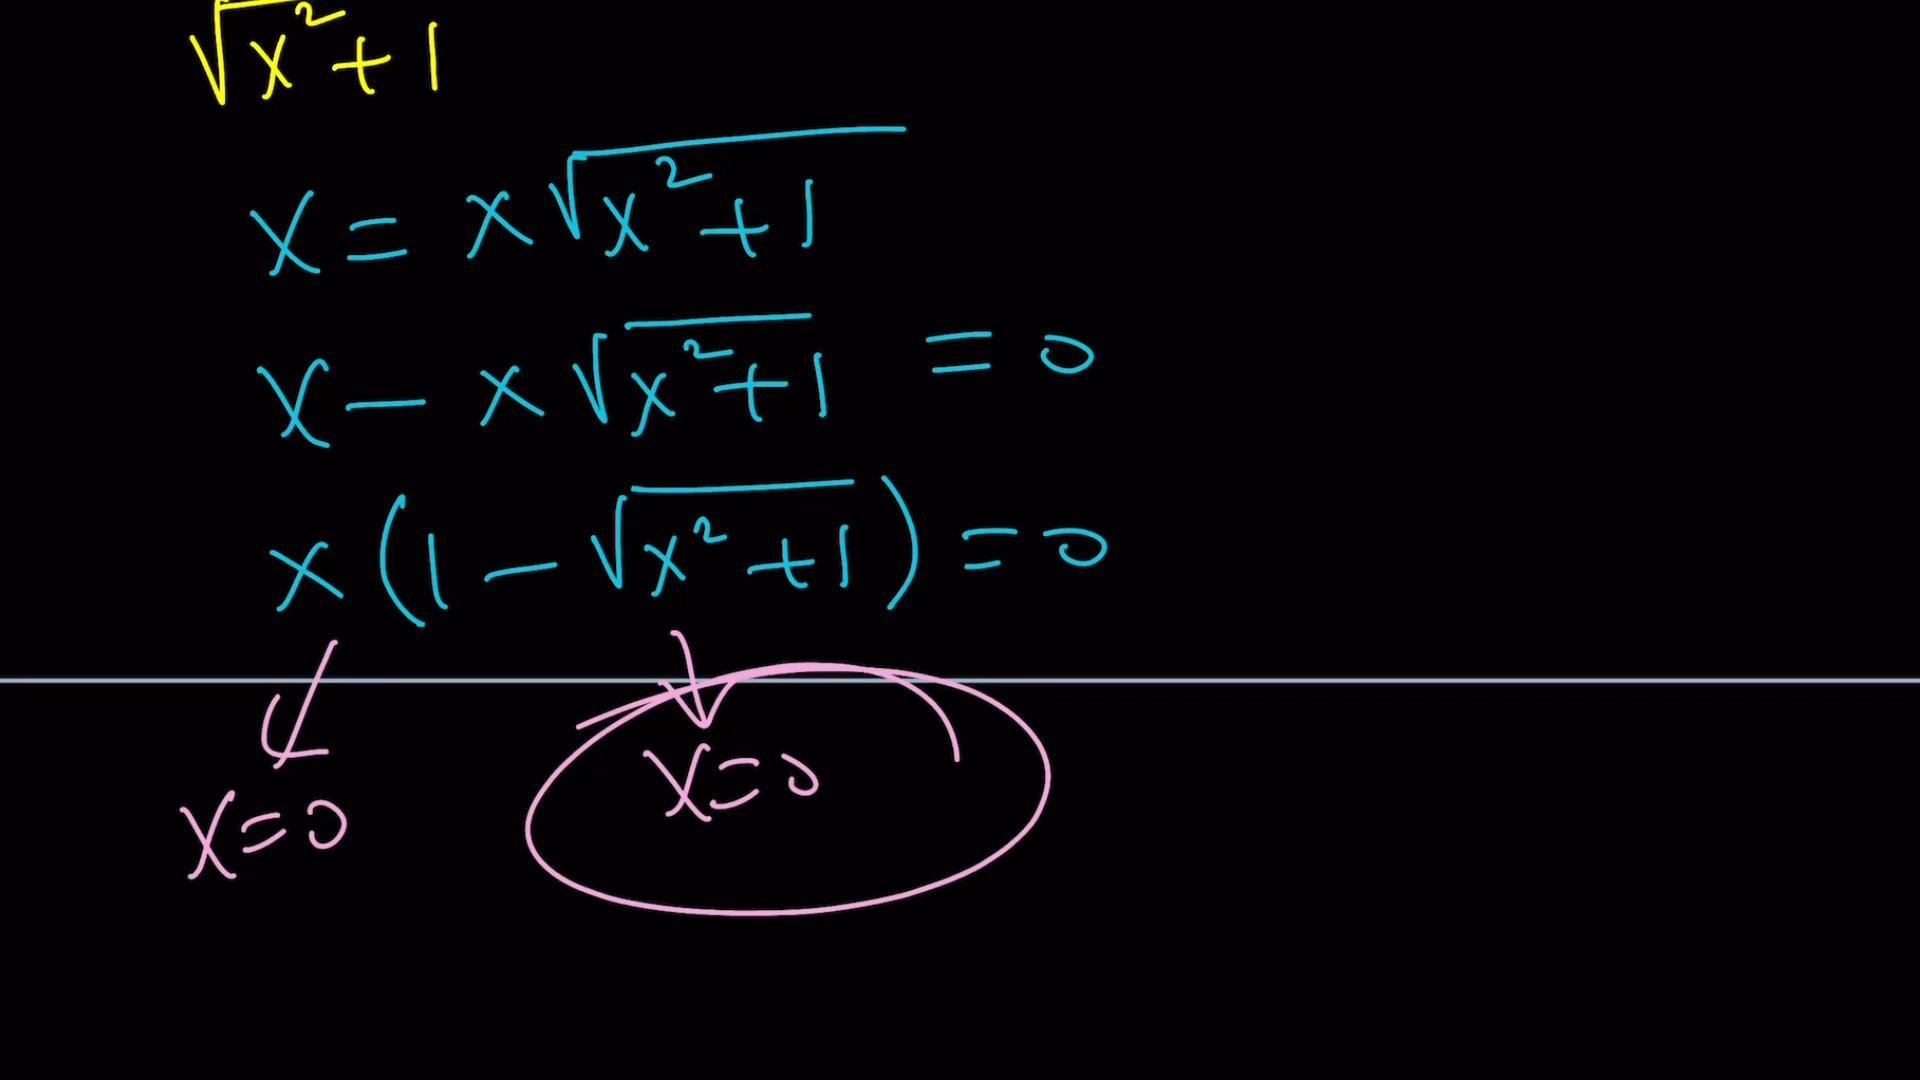 √x²+1
x = x√x²+1
x − x√x²+1 = 0
x(1 − √x²+1) = 0
x=0 x=0